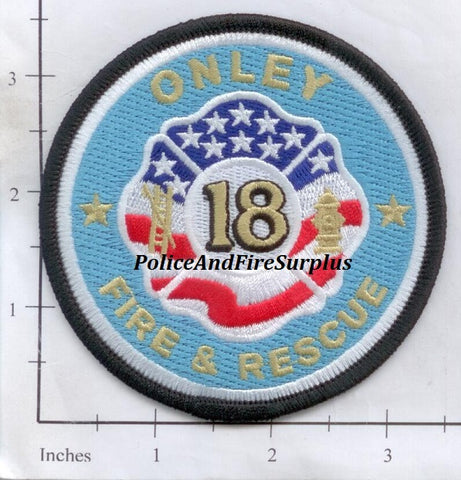 ONLEY
18
PoliceAndFireSurplus
FIRE & RESCUE
3
2
1
Inches 1 2 3